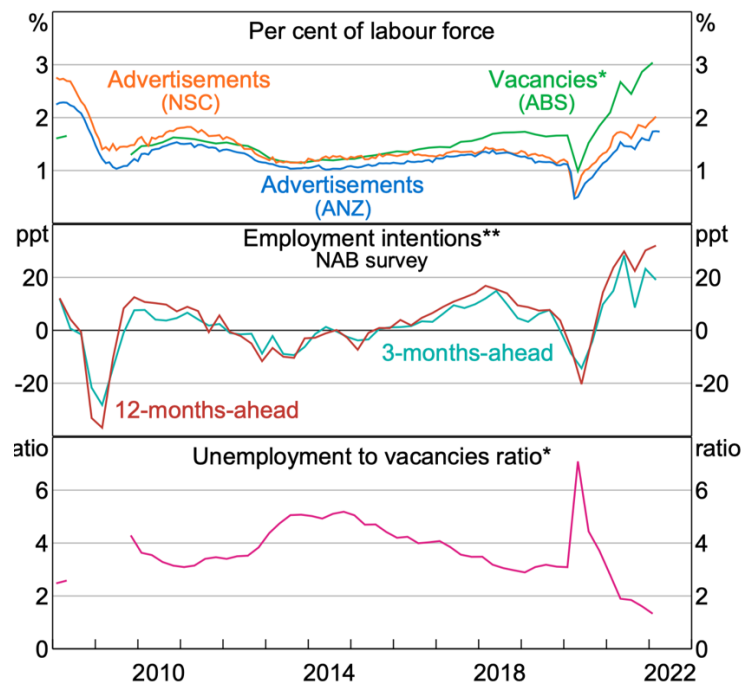 % Per cent of labour force %
3 Advertisements Vacancies* 3
(NSC) (ABS)
2 2
1 Advertisements 1
(ANZ)
ppt Employment intentions** ppt
NAB survey
20 20
0 0
3-months-ahead
-20 -20
12-months-ahead
atio ratio
Unemployment to vacancies ratio*
6 6
4 4
2 2
0 0
2010 2014 2018 2022